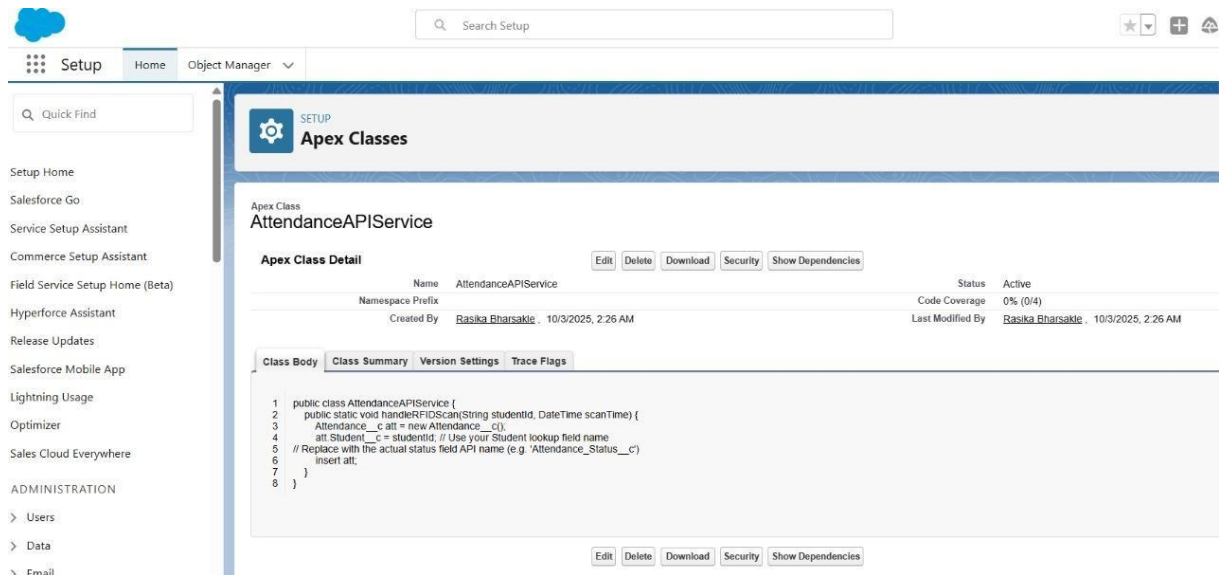 Search Setup
Setup Home Object Manager
Quick Find
Setup Home
Salesforce Go
Service Setup Assistant
Commerce Setup Assistant
Field Service Setup Home (Beta)
Hyperforce Assistant
Release Updates
Salesforce Mobile App
Lightning Usage
Optimizer
Sales Cloud Everywhere
ADMINISTRATION
Users
Data
Email
SETUP
Apex Classes
Apex Class
AttendanceAPIService
Apex Class Detail Edit Delete Download Security Show Dependencies
Name AttendanceAPIService Status Active
Namespace Prefix Code Coverage 0% (0/4)
Created By Rasika Bharsakle , 10/3/2025, 2:26 AM Last Modified By Rasika Bharsakle , 10/3/2025, 2:26 AM
Class Body Class Summary Version Settings Trace Flags
1 public class AttendanceAPIService {
2 public static void handleRFIDScan(String studentId, DateTime scanTime) {
3 Attendance__c att = new Attendance__c();
4 att.Student__c = studentId; // Use your Student lookup field name
5 // Replace with the actual status field API name (e.g. 'Attendance_Status__c')
6 insert att;
7 }
8 }
Edit Delete Download Security Show Dependencies